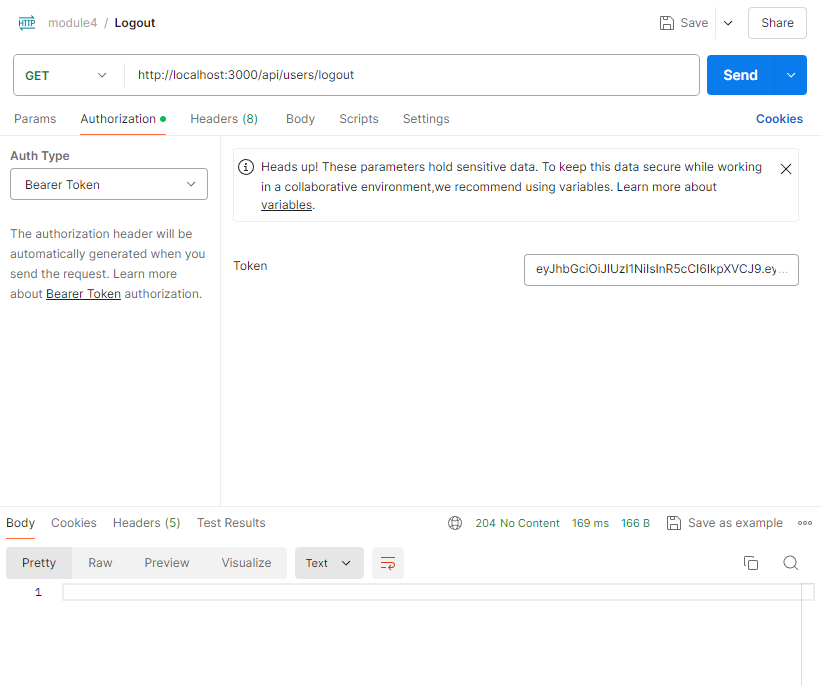 HTTP module4 / Logout Save Share
GET http://localhost:3000/api/users/logout Send
Params Authorization Headers (8) Body Scripts Settings Cookies
Auth Type
Bearer Token
The authorization header will be
automatically generated when you
send the request. Learn more
about Bearer Token authorization.
Heads up! These parameters hold sensitive data. To keep this data secure while working
in a collaborative environment,we recommend using variables. Learn more about
variables.
Token eyJhbGciOiJIUzI1NiIsInR5cCI6IkpXVCJ9.ey...
Body Cookies Headers (5) Test Results 204 No Content 169 ms 166 B Save as example
Pretty Raw Preview Visualize Text
1